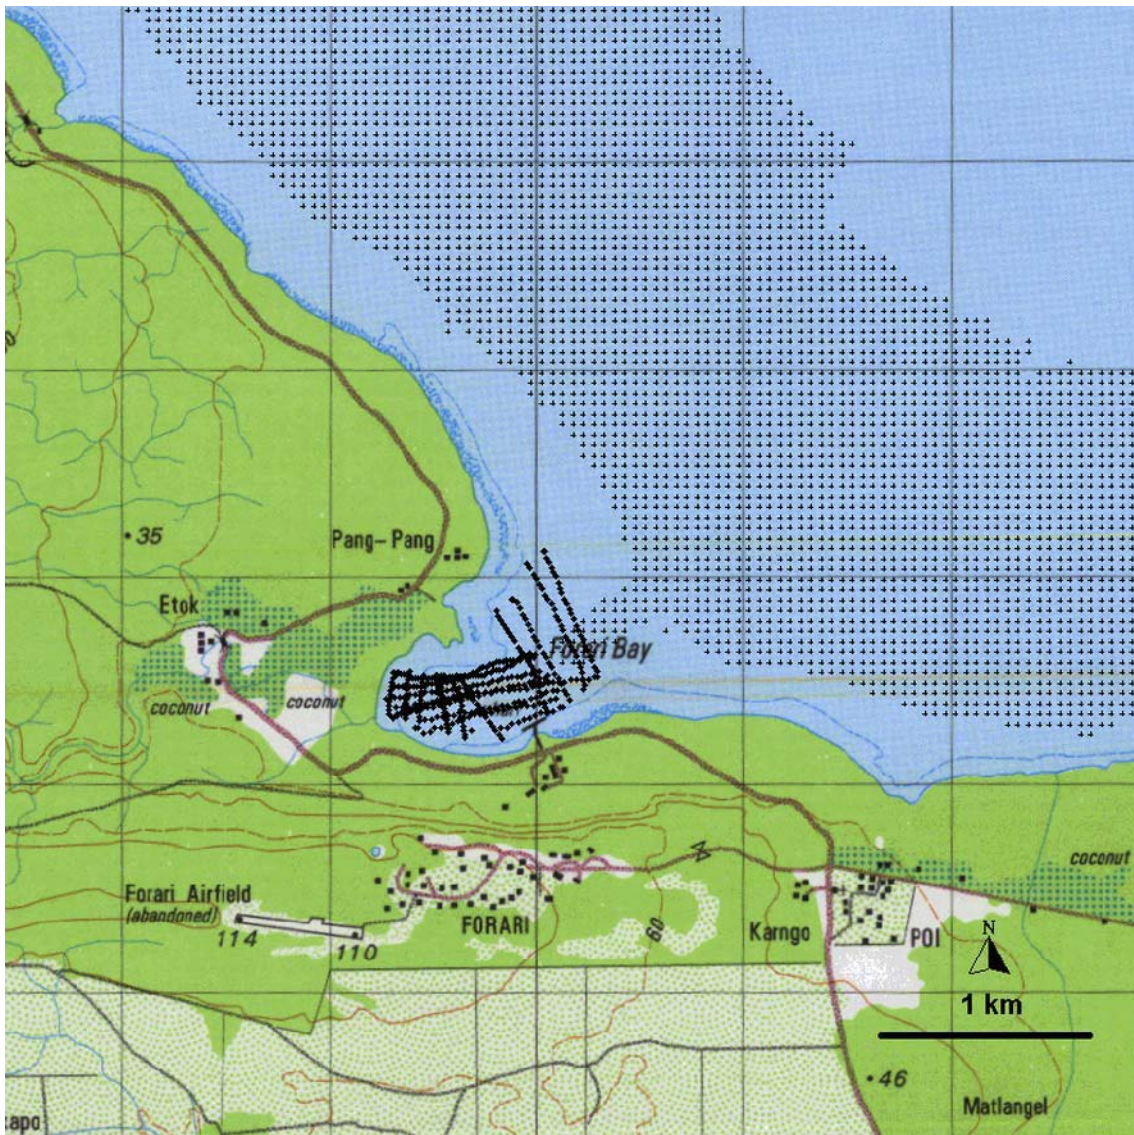 35
Pang-Pang
Etok
Forari Bay
coconut
coconut
coconut
Forari Airfield
(abandoned)
114
110
FORARI
60
Karngo
POI
N
1 km
46
Matlangel